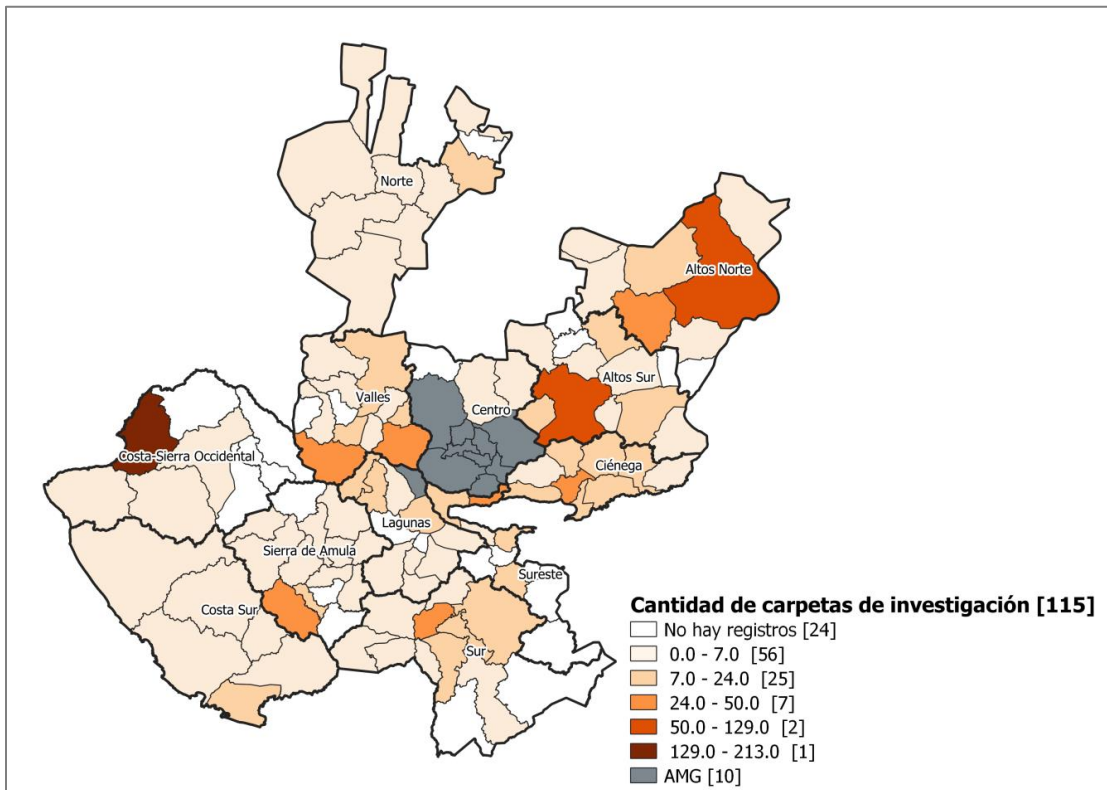 Norte
Altos Norte
Altos Sur
Valles
Centro
Costa-Sierra Occidental
Ciénega
Lagunas
Sierra de Amula
Sureste
Costa Sur
Sur
Cantidad de carpetas de investigación [115]
No hay registros [24]
0.0 - 7.0 [56]
7.0 - 24.0 [25]
24.0 - 50.0 [7]
50.0 - 129.0 [2]
129.0 - 213.0 [1]
AMG [10]